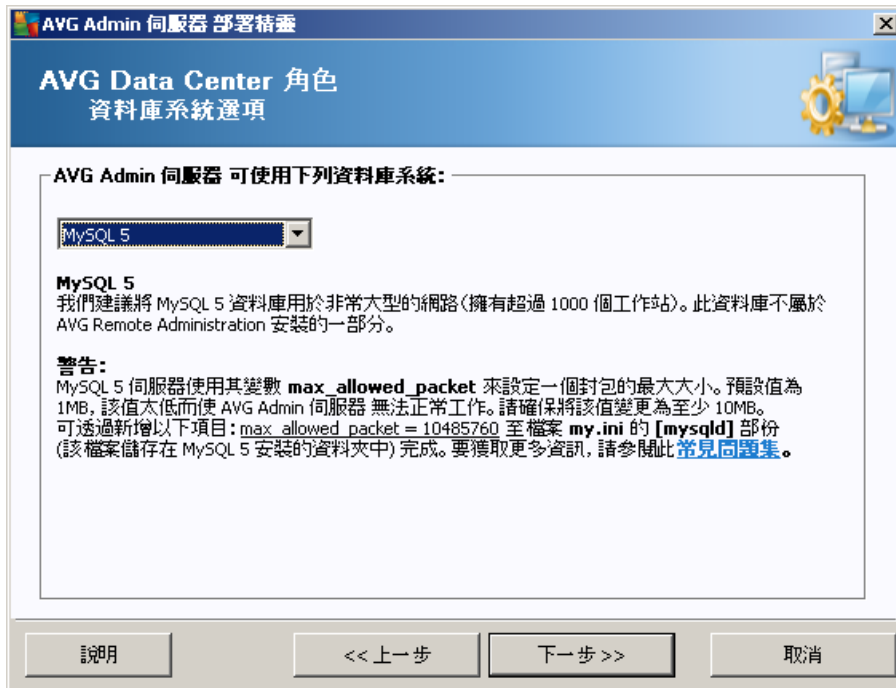 AVG Admin 伺服器 部署精靈
AVG Data Center 角色
資料庫系統選項
AVG Admin 伺服器 可使用下列資料庫系統:
MySQL 5
MySQL 5
我們建議將 MySQL 5 資料庫用於非常大型的網路(擁有超過 1000 個工作站)。此資料庫不屬於
AVG Remote Administration 安裝的一部分。
警告:
MySQL 5 伺服器使用其變數 max_allowed_packet 來設定一個封包的最大大小。預設值為
1MB, 該值太低而使 AVG Admin 伺服器 無法正常工作。請確保將該值變更為至少 10MB。
可透過新增以下項目: max_allowed_packet = 10485760 至檔案 my.ini 的 [mysqld] 部份
(該檔案儲存在 MySQL 5 安裝的資料夾中) 完成。要獲取更多資訊, 請參閱此常見問題集。
說明
<< 上一步
下一步 >>
取消